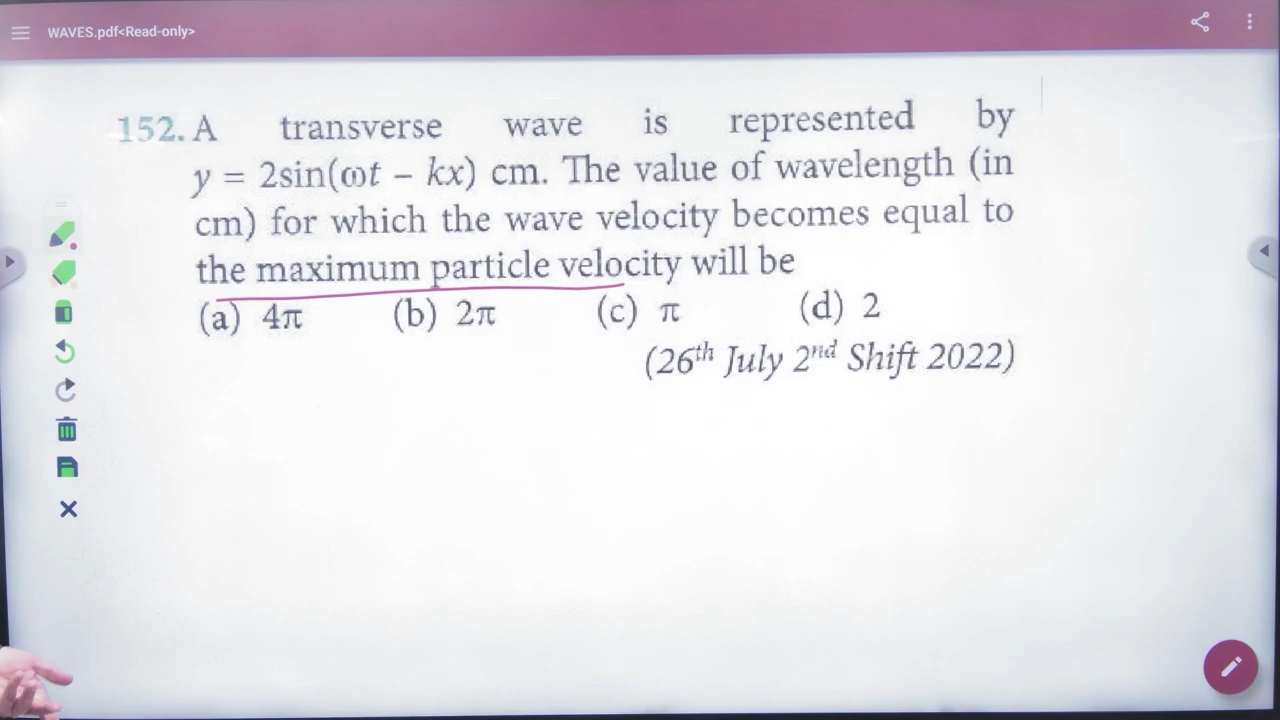 WAVES.pdf<Read-only>
152. A transverse wave is represented by
y = 2sin(ωt – kx) cm. The value of wavelength (in
cm) for which the wave velocity becomes equal to
the maximum particle velocity will be
(a) 4π (b) 2π (c) π (d) 2
(26th July 2nd Shift 2022)